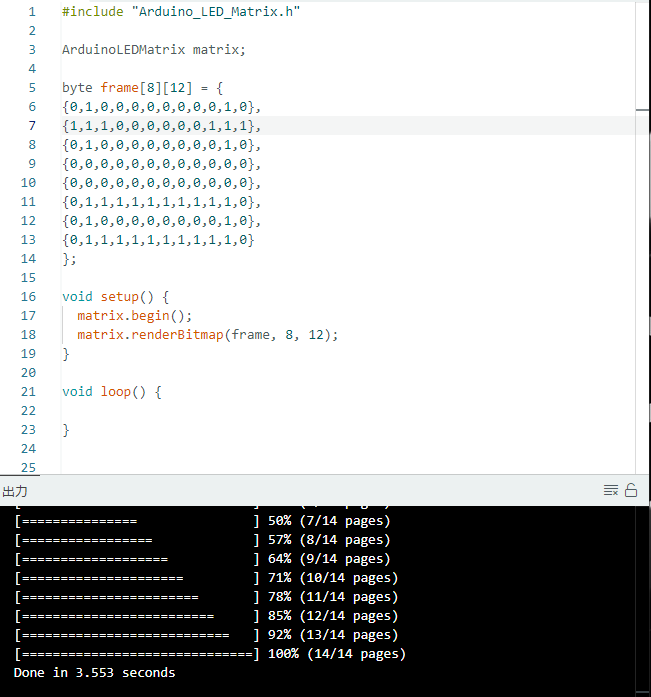 1 #include "Arduino_LED_Matrix.h"
2
3 ArduinoLEDMatrix matrix;
4
5 byte frame[8][12] = {
6 {0,1,0,0,0,0,0,0,0,0,1,0},
7 {1,1,1,0,0,0,0,0,0,1,1,1},
8 {0,1,0,0,0,0,0,0,0,0,1,0},
9 {0,0,0,0,0,0,0,0,0,0,0,0},
10 {0,0,0,0,0,0,0,0,0,0,0,0},
11 {0,1,1,1,1,1,1,1,1,1,1,0},
12 {0,1,0,0,0,0,0,0,0,0,1,0},
13 {0,1,1,1,1,1,1,1,1,1,1,0}
14 };
15
16 void setup() {
17   matrix.begin();
18   matrix.renderBitmap(frame, 8, 12);
19 }
20
21 void loop() {
22
23 }
24
25
出力
[===============               ] 50% (7/14 pages)
[=================             ] 57% (8/14 pages)
[===================           ] 64% (9/14 pages)
[=====================         ] 71% (10/14 pages)
[=======================       ] 78% (11/14 pages)
[=========================     ] 85% (12/14 pages)
[===========================   ] 92% (13/14 pages)
[==============================] 100% (14/14 pages)
Done in 3.553 seconds